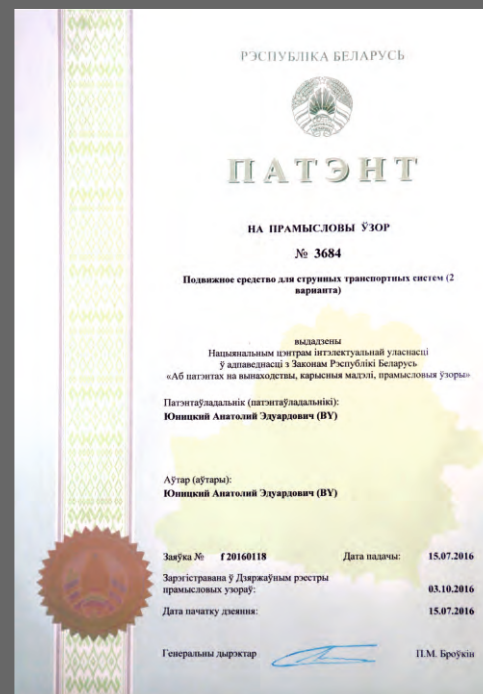 РЭСПУБЛІКА БЕЛАРУСЬ
ПАТЭНТ
НА ПРАМЫСЛОВЫ ЎЗОР
№ 3684
Подвижное средство для струнных транспортных систем (2
варианта)
выдадзены
Нацыянальным цэнтрам інтэлектуальнай уласнасці
ў адпаведнасці з Законам Рэспублікі Беларусь
«Аб патэнтах на вынаходствы, карысныя мадэлі, прамысловыя ўзоры»
Патэнтаўладальнік (патэнтаўладальнікі):
Юницкий Анатолий Эдуардович (BY)
Аўтар (аўтары):
Юницкий Анатолий Эдуардович (BY)
Заяўка № f 20160118 Дата падачы: 15.07.2016
Зарэгістравана ў Дзяржаўным рэестры
прамысловых узораў: 03.10.2016
Дата пачатку дзеяння: 15.07.2016
Генеральны дырэктар П.М. Броўкін